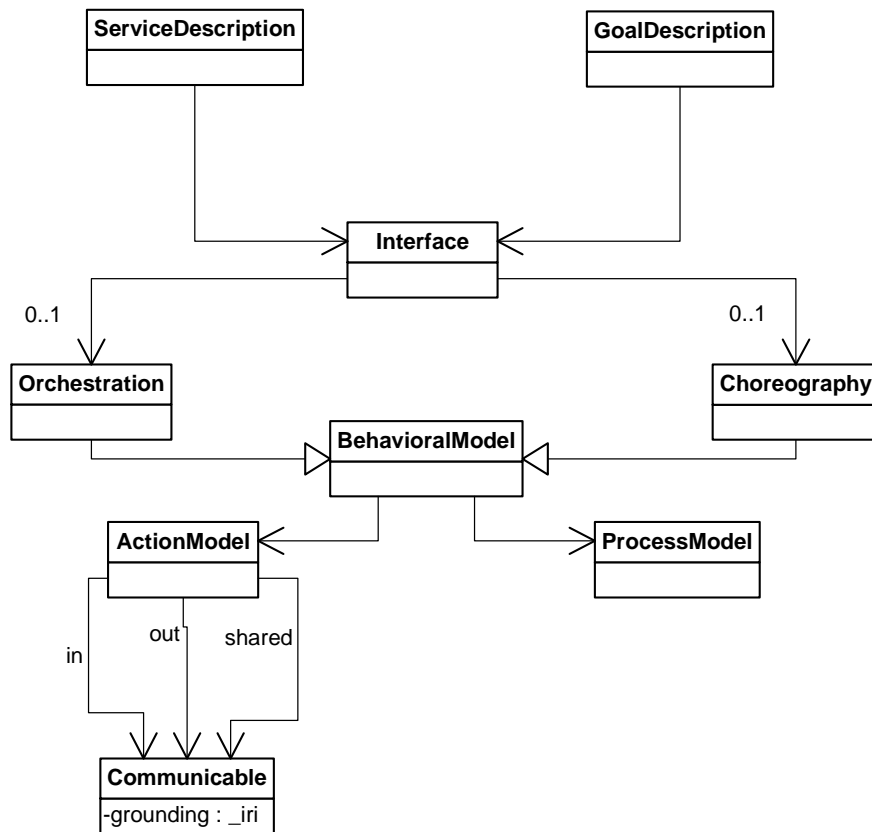 ServiceDescription
GoalDescription
Interface
0..1
0..1
Orchestration
Choreography
BehavioralModel
ActionModel
ProcessModel
in
out
shared
Communicable
-grounding : _iri